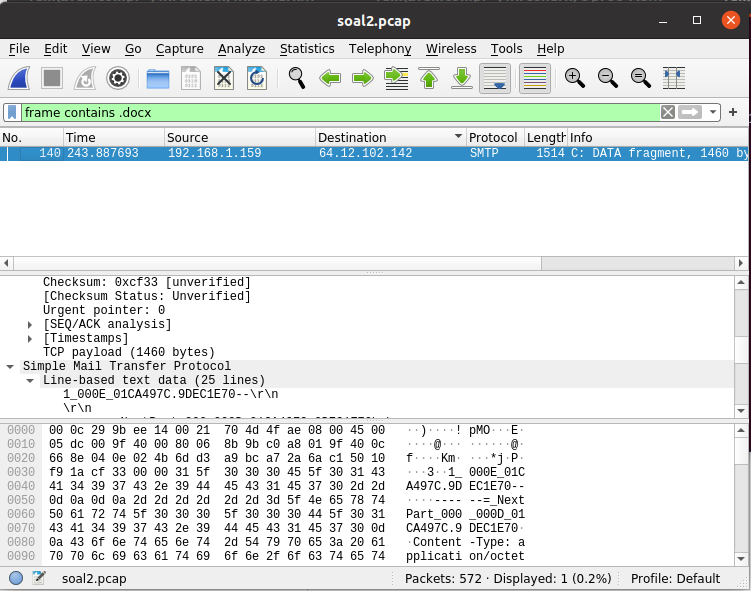 soal2.pcap
File Edit View Go Capture Analyze Statistics Telephony Wireless Tools Help
frame contains .docx
No. Time Source Destination Protocol Length Info
140 243.887693 192.168.1.159 64.12.102.142 SMTP 1514 C: DATA fragment, 1460 by
Checksum: 0xcf33 [unverified]
[Checksum Status: Unverified]
Urgent pointer: 0
[SEQ/ACK analysis]
[Timestamps]
TCP payload (1460 bytes)
Simple Mail Transfer Protocol
Line-based text data (25 lines)
1_000E_01CA497C.9DEC1E70--\r\n
\r\n
0000 00 0c 29 9b ee 14 00 21 70 4d 4f ae 08 00 45 00 ··)····! pMO···E·
0010 05 dc 00 9f 40 00 80 06 8b 9b c0 a8 01 9f 40 0c ····@··· ······@·
0020 66 8e 04 0e 02 4b 6d d3 a9 bc a7 2a 6a c1 50 10 f····Km· ···*j·P·
0030 f9 1a cf 33 00 00 31 5f 30 30 30 45 5f 30 31 43 ···3··1_ 000E_01C
0040 41 34 39 37 43 2e 39 44 45 43 31 45 37 30 2d 2d A497C.9D EC1E70--
0050 0d 0a 0d 0a 2d 2d 2d 2d 2d 2d 3d 5f 4e 65 78 74 ····---- --=_Next
0060 50 61 72 74 5f 30 30 30 5f 30 30 30 44 5f 30 31 Part_000 _000D_01
0070 43 41 34 39 37 43 2e 39 44 45 43 31 45 37 30 0d CA497C.9 DEC1E70·
0080 0a 43 6f 6e 74 65 6e 74 2d 54 79 70 65 3a 20 61 ·Content -Type: a
0090 70 70 6c 69 63 61 74 69 6f 6e 2f 6f 63 74 65 74 pplicati on/octet
soal2.pcap Packets: 572 · Displayed: 1 (0.2%) Profile: Default